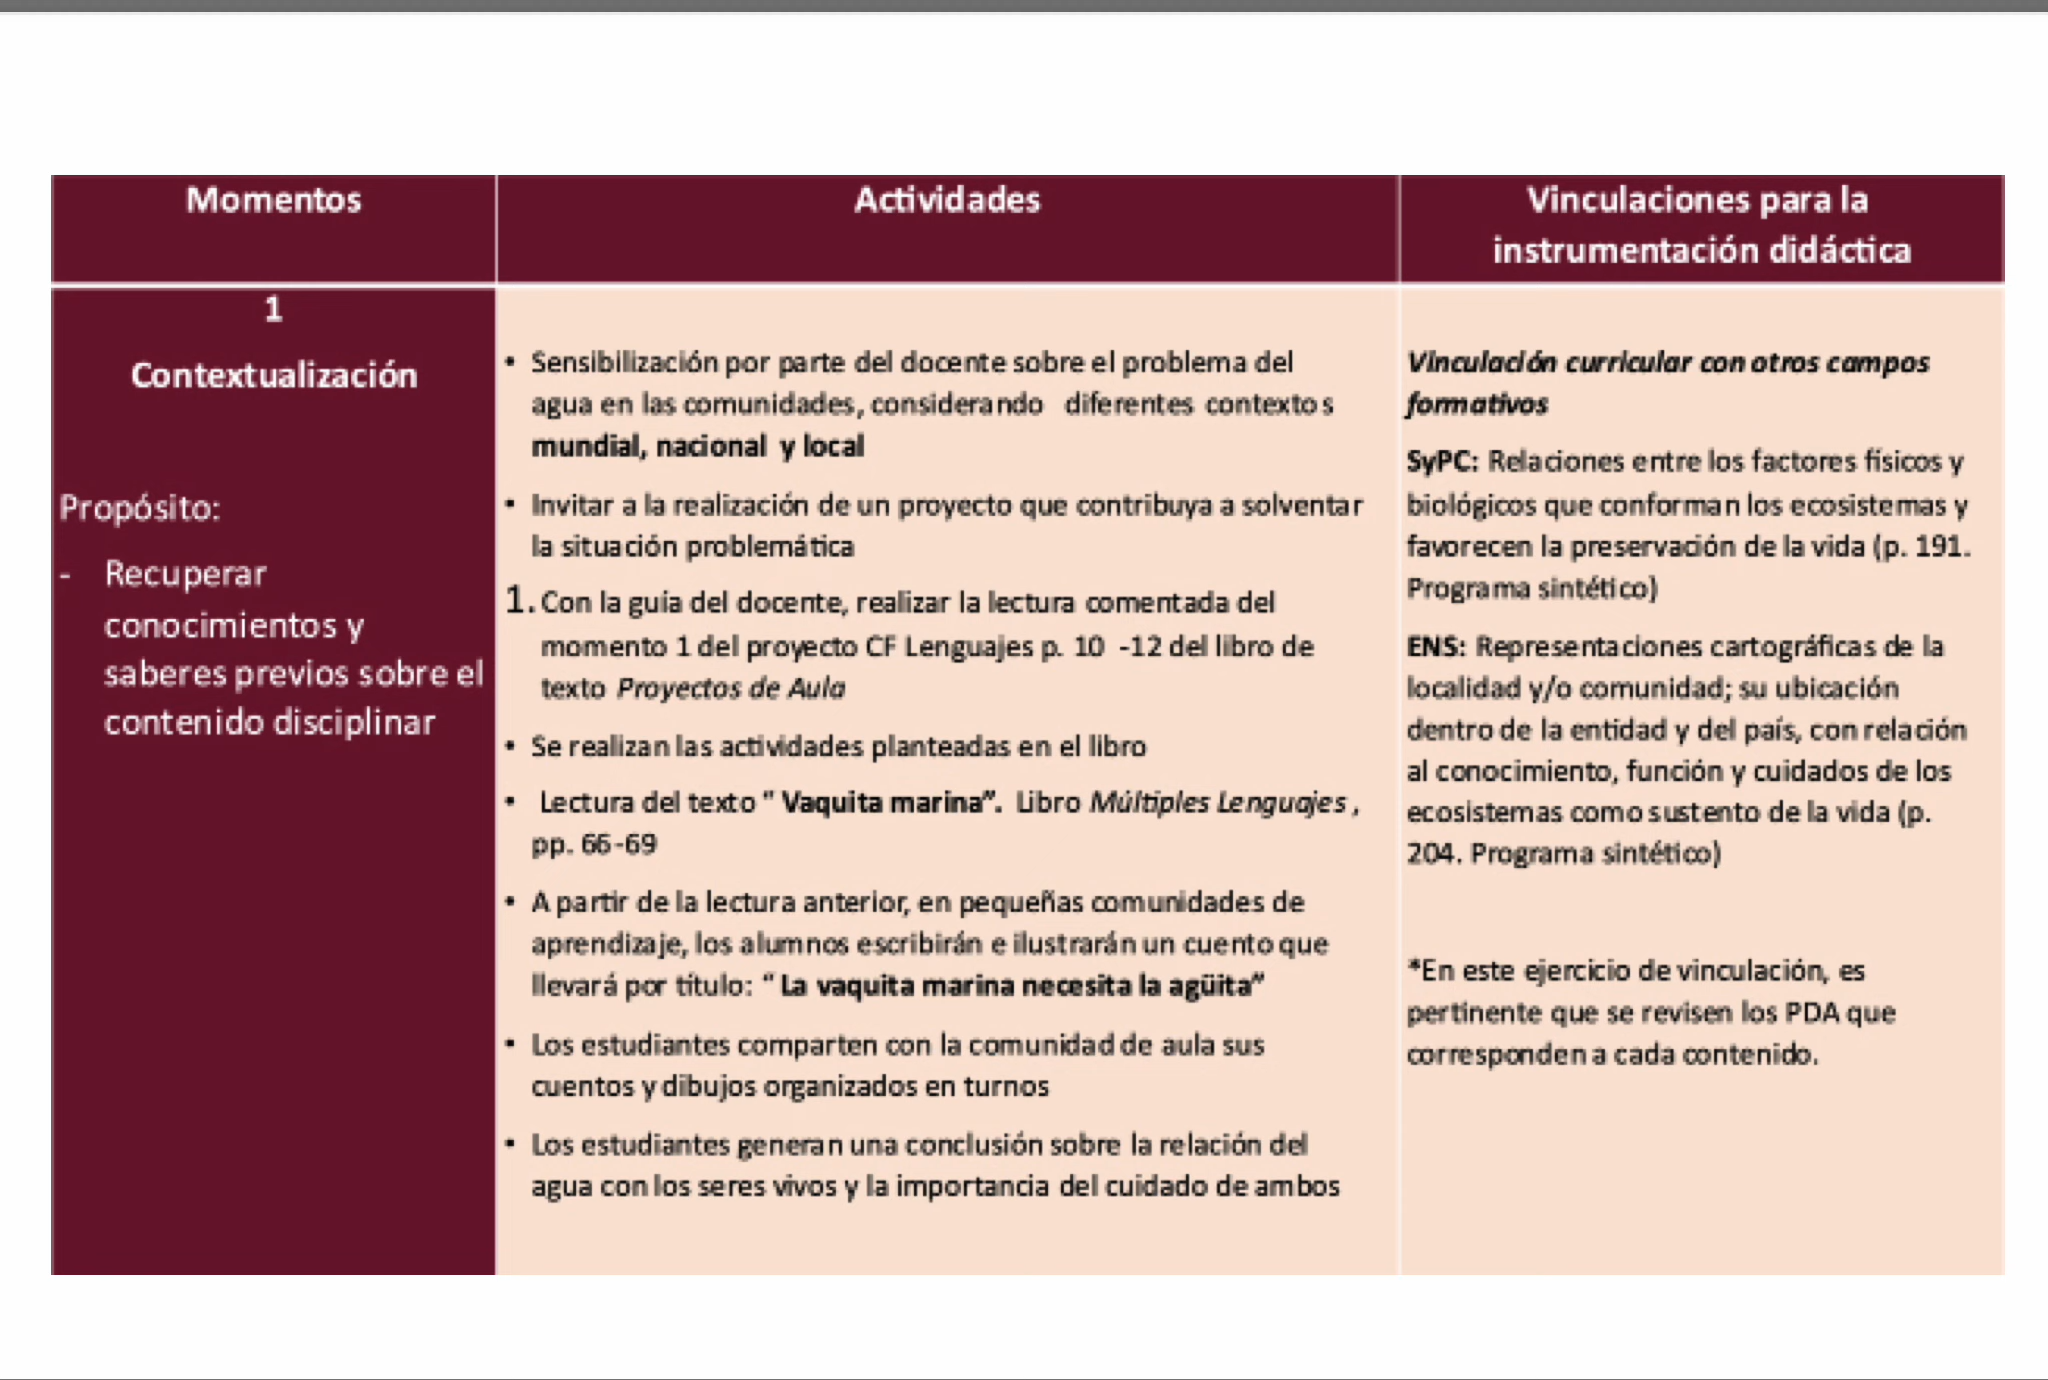 Momentos
Actividades
Vinculaciones para la
instrumentación didáctica
1
Contextualización
Propósito:
- Recuperar
conocimientos y
saberes previos sobre el
contenido disciplinar
• Sensibilización por parte del docente sobre el problema del
agua en las comunidades, considerando diferentes contextos
mundial, nacional y local
• Invitar a la realización de un proyecto que contribuya a solventar
la situación problemática
1. Con la guía del docente, realizar la lectura comentada del
momento 1 del proyecto CF Lenguajes p. 10 -12 del libro de
texto Proyectos de Aula
• Se realizan las actividades planteadas en el libro
• Lectura del texto “ Vaquita marina”. Libro Múltiples Lenguajes ,
pp. 66-69
• A partir de la lectura anterior, en pequeñas comunidades de
aprendizaje, los alumnos escribirán e ilustrarán un cuento que
llevará por título: “ La vaquita marina necesita la agüita”
• Los estudiantes comparten con la comunidad de aula sus
cuentos y dibujos organizados en turnos
• Los estudiantes generan una conclusión sobre la relación del
agua con los seres vivos y la importancia del cuidado de ambos
Vinculación curricular con otros campos
formativos
SyPC: Relaciones entre los factores físicos y
biológicos que conforman los ecosistemas y
favorecen la preservación de la vida (p. 191.
Programa sintético)
ENS: Representaciones cartográficas de la
localidad y/o comunidad; su ubicación
dentro de la entidad y del país, con relación
al conocimiento, función y cuidados de los
ecosistemas como sustento de la vida (p.
204. Programa sintético)
*En este ejercicio de vinculación, es
pertinente que se revisen los PDA que
corresponden a cada contenido.